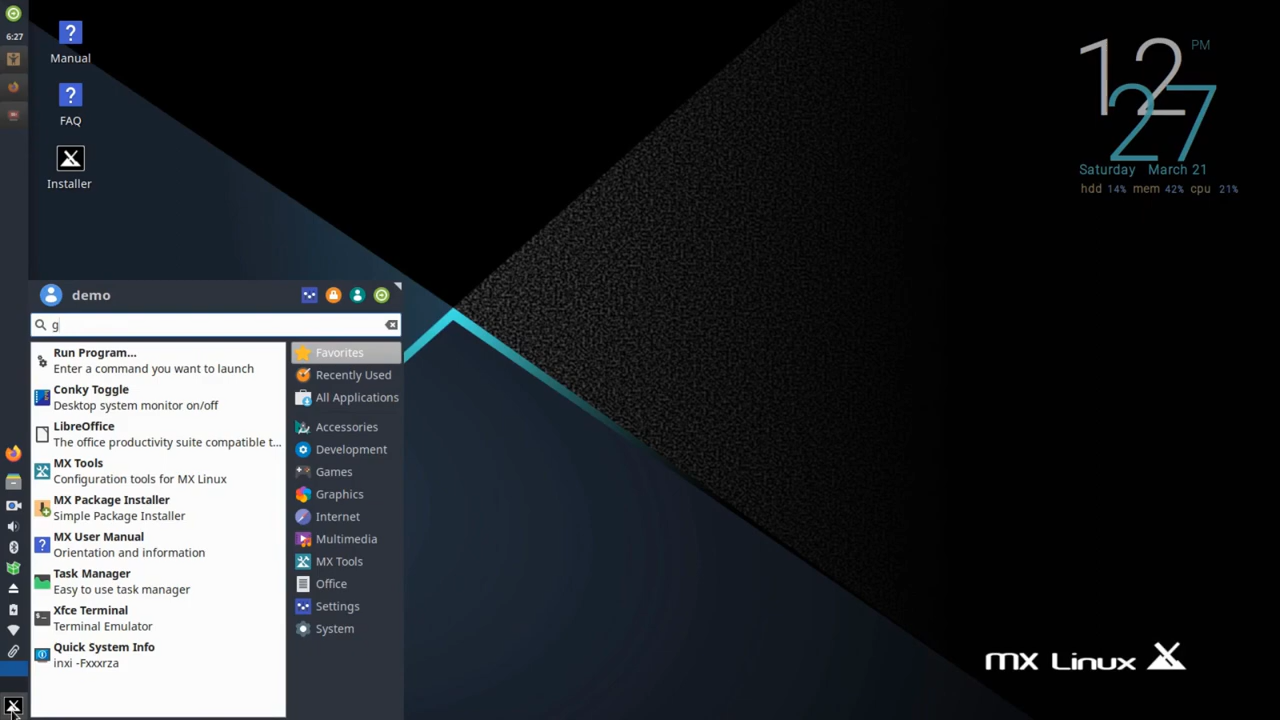 6:27
Manual
FAQ
Installer
12 PM
27
Saturday March 21
hdd 14% mem 42% cpu 21%
demo
g
Run Program...
Enter a command you want to launch
Conky Toggle
Desktop system monitor on/off
LibreOffice
The office productivity suite compatible t...
MX Tools
Configuration tools for MX Linux
MX Package Installer
Simple Package Installer
MX User Manual
Orientation and information
Task Manager
Easy to use task manager
Xfce Terminal
Terminal Emulator
Quick System Info
inxi -Fxxxrza
Favorites
Recently Used
All Applications
Accessories
Development
Games
Graphics
Internet
Multimedia
MX Tools
Office
Settings
System
MX Linux